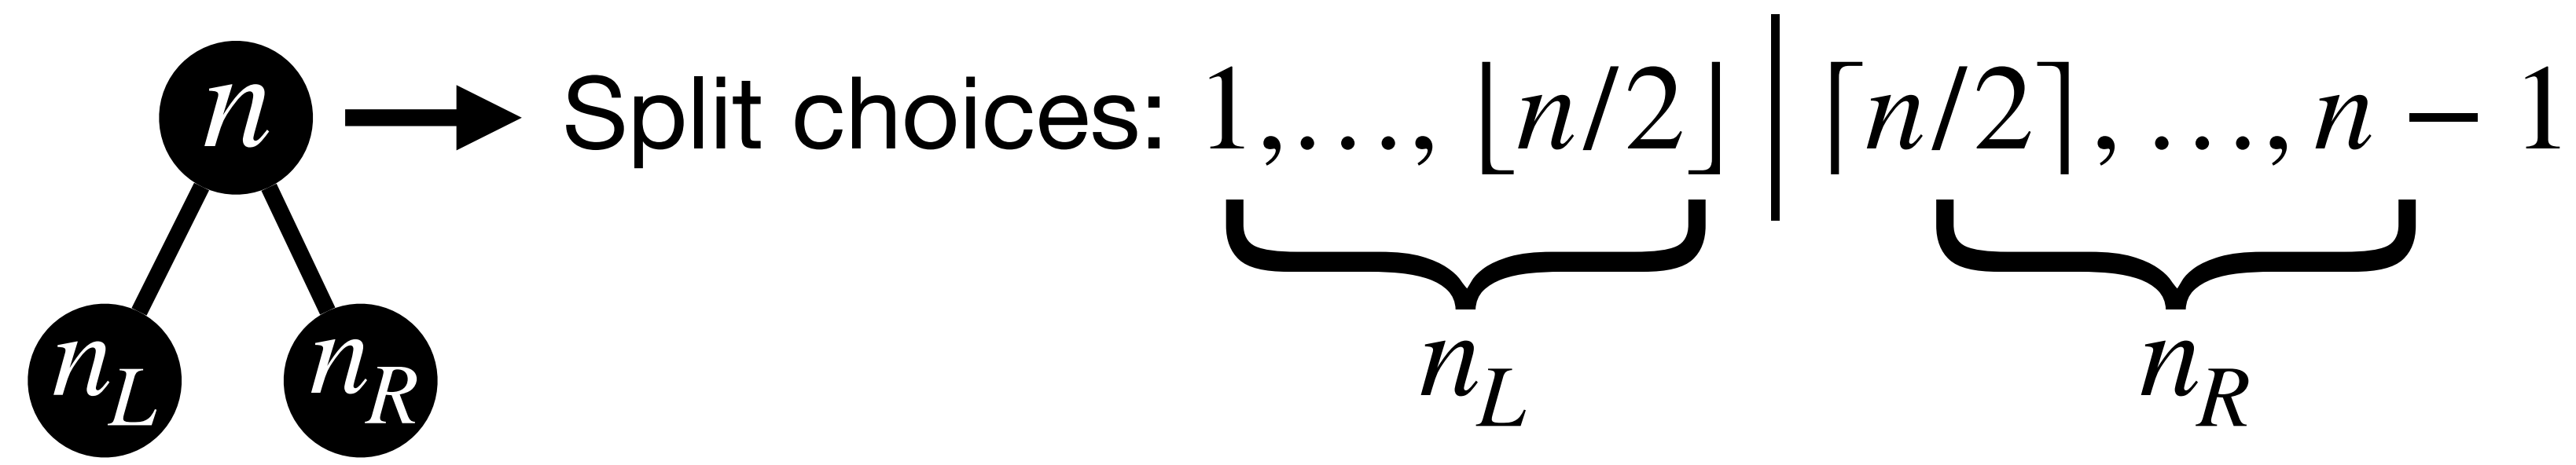 n Split choices: 1,…, ⌊n/2⌋ | ⌈n/2⌉, …, n − 1
n_L n_R n_L n_R